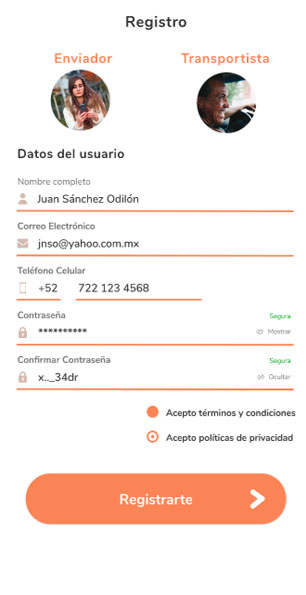 Registro
Enviador
Transportista
Datos del usuario
Nombre completo
Juan Sánchez Odilón
Correo Electrónico
jnso@yahoo.com.mx
Teléfono Celular
+52 722 123 4568
Contraseña
Segura
**********
Mostrar
Confirmar Contraseña
Segura
x.._34dr
Ocultar
Acepto términos y condiciones
Acepto políticas de privacidad
Registrarte